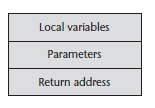 Local variables
Parameters
Return address